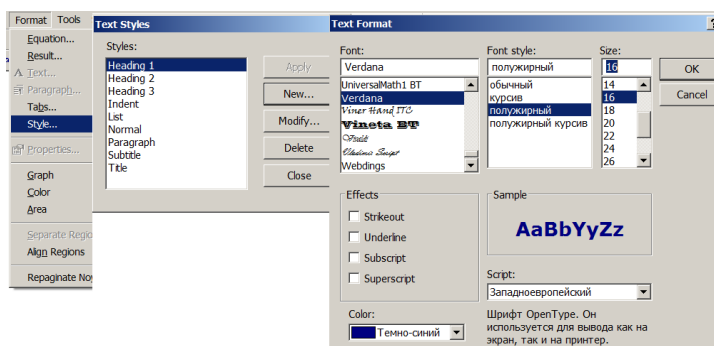 Format Tools
Equation...
Result...
Text...
Paragraph...
Tabs...
Style...
Properties...
Graph
Color
Area
Separate Regio
Align Regions
Repaginate No
Text Styles
Styles:
Heading 1
Heading 2
Heading 3
Indent
List
Normal
Paragraph
Subtitle
Title
Apply
New...
Modify...
Delete
Close
Text Format
?
Font:
Verdana
UniversalMath1 BT
Verdana
Viner Hand ITC
Vineta BT
Vivaldi
Vladimir Script
Webdings
Font style:
полужирный
обычный
курсив
полужирный
полужирный курсив
Size:
16
14
16
18
20
22
24
26
OK
Cancel
Effects
Strikeout
Underline
Subscript
Superscript
Sample
AaBbYyZz
Script:
Западноевропейский
Color:
Темно-синий
Шрифт OpenType. Он
используется для вывода как на
экран, так и на принтер.